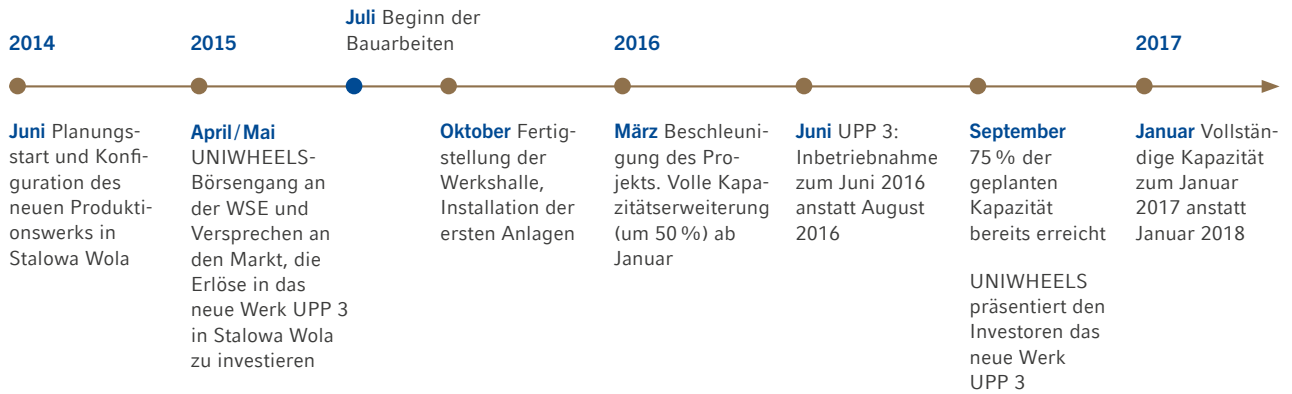 2014
Juni Planungs-
start und Konfi-
guration des
neuen Produkti-
onswerks in
Stalowa Wola
2015
April/Mai
UNIWHEELS-
Börsengang an
der WSE und
Versprechen an
den Markt, die
Erlöse in das
neue Werk UPP 3
in Stalowa Wola
zu investieren
Juli Beginn der
Bauarbeiten
Oktober Fertig-
stellung der
Werkshalle,
Installation der
ersten Anlagen
2016
März Beschleuni-
gung des Pro-
jekts. Volle Kapa-
zitätserweiterung
(um 50 %) ab
Januar
Juni UPP 3:
Inbetriebnahme
zum Juni 2016
anstatt August
2016
September
75 % der
geplanten
Kapazität
bereits erreicht
UNIWHEELS
präsentiert den
Investoren das
neue Werk
UPP 3
2017
Januar Vollstän-
dige Kapazität
zum Januar
2017 anstatt
Januar 2018